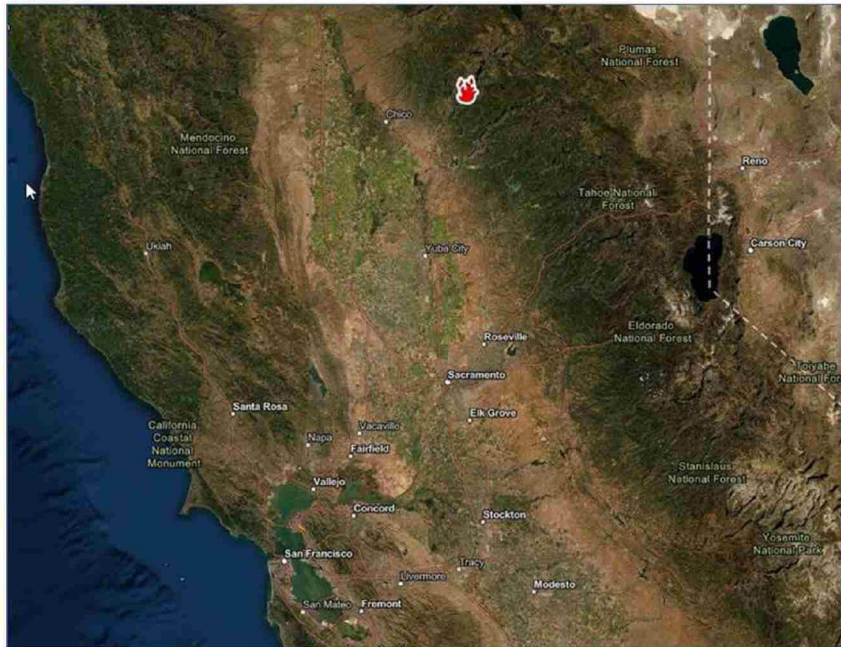 Plumas
National Forest
Chico
Mendocino
National Forest
Reno
Tahoe National
Forest
Ukiah
Yuba City
Carson City
Eldorado
National Forest
Roseville
Toiyabe
National For
Sacramento
Santa Rosa
Elk Grove
California
Coastal
National
Monument
Vacaville
Napa
Fairfield
Stanislaus
National Forest
Vallejo
Concord
Stockton
Yosemite
National Park
San Francisco
Tracy
Livermore
Modesto
San Mateo
Fremont